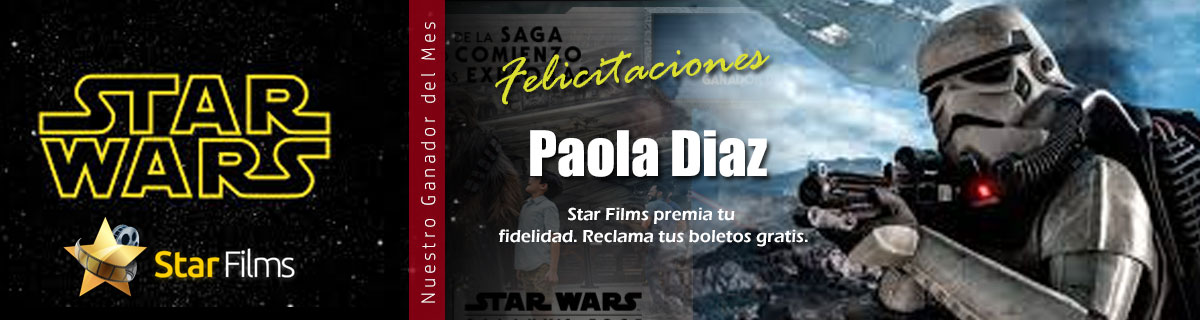 STAR
WARS
Star Films
Nuestro Ganador del Mes
DE LA SAGA
COMIENZO
Felicitaciones
GANADO
Paola Diaz
Star Films premia tu
fidelidad. Reclama tus boletos gratis.
STAR WARS